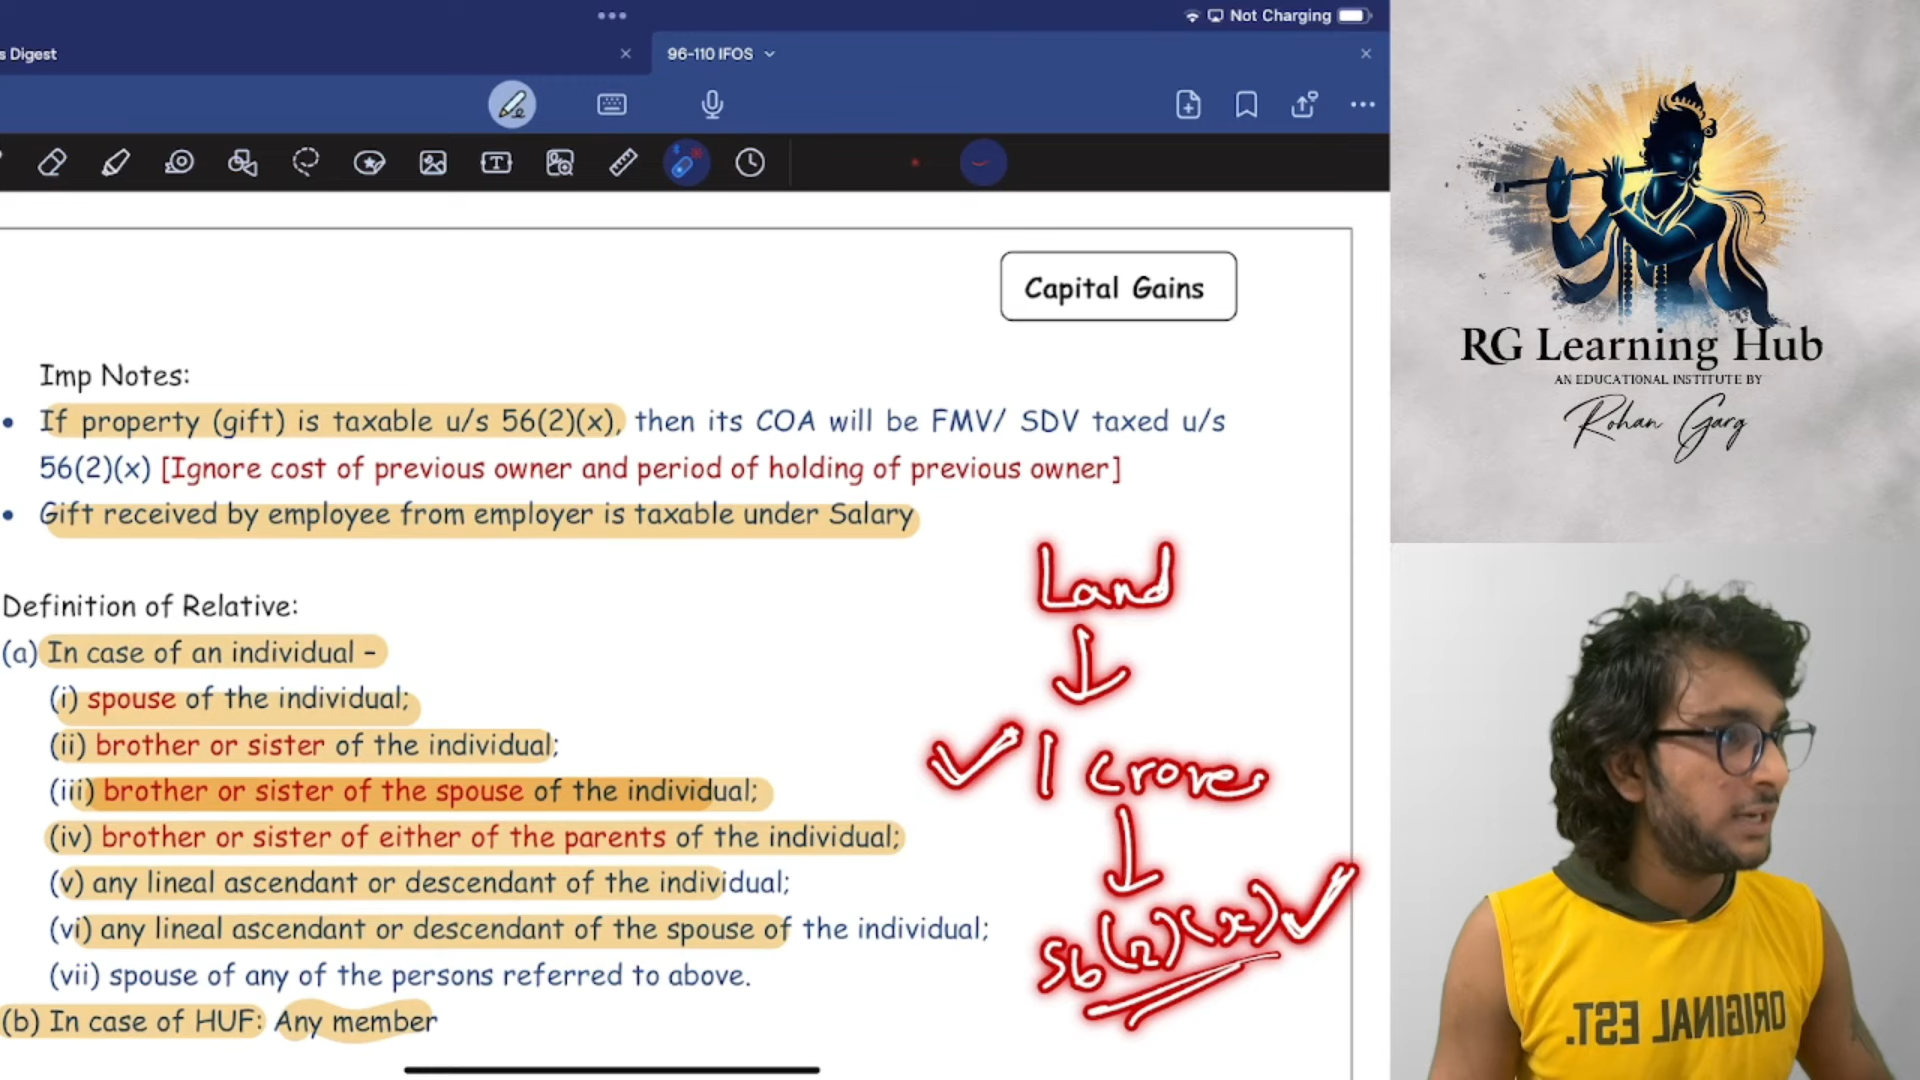 Not Charging
s Digest
96-110 IFOS
Capital Gains
Imp Notes:
• If property (gift) is taxable u/s 56(2)(x), then its COA will be FMV/ SDV taxed u/s
56(2)(x) [Ignore cost of previous owner and period of holding of previous owner]
• Gift received by employee from employer is taxable under Salary
Definition of Relative:
(a) In case of an individual –
(i) spouse of the individual;
(ii) brother or sister of the individual;
(iii) brother or sister of the spouse of the individual;
(iv) brother or sister of either of the parents of the individual;
(v) any lineal ascendant or descendant of the individual;
(vi) any lineal ascendant or descendant of the spouse of the individual;
(vii) spouse of any of the persons referred to above.
(b) In case of HUF: Any member
Land
1 crores
56(2)(x)
RG Learning Hub
AN EDUCATIONAL INSTITUTE BY
Rohan Garg
ORIGINAL EST.